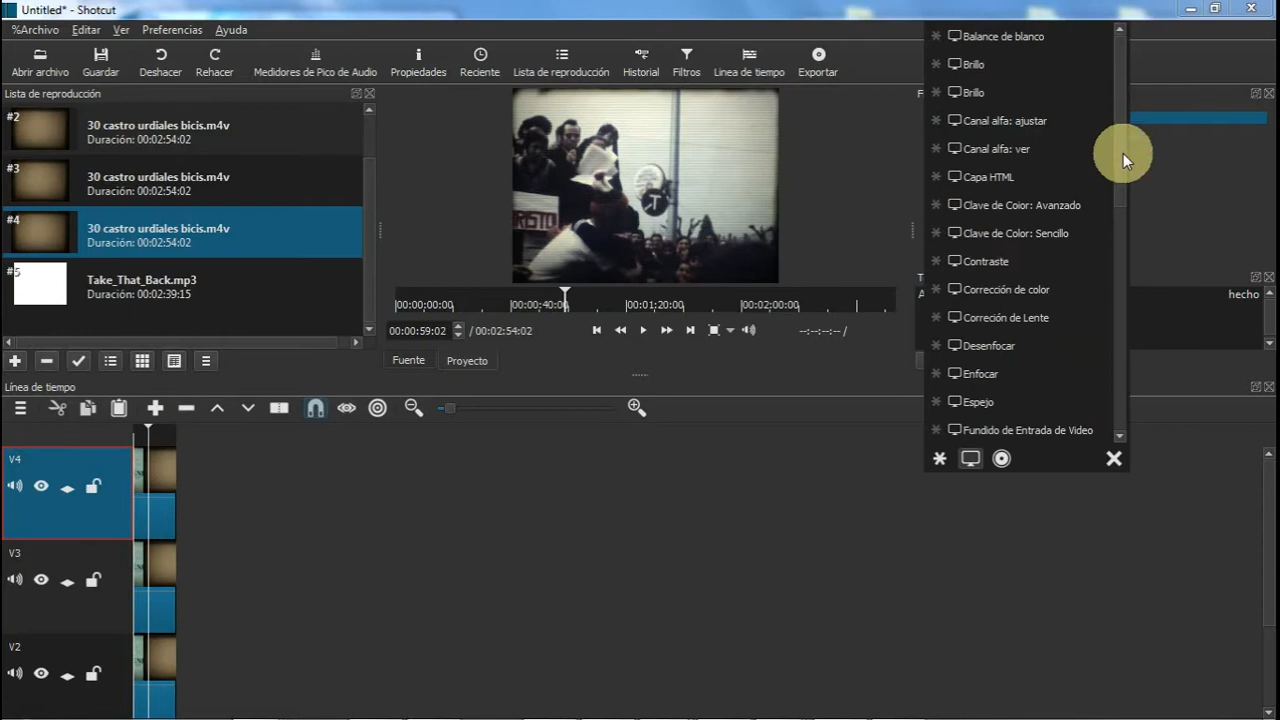 Untitled* - Shotcut
%Archivo Editar Ver Preferencias Ayuda
Abrir archivo Guardar Deshacer Rehacer Medidores de Pico de Audio Propiedades Reciente Lista de reproducción Historial Filtros Línea de tiempo Exportar
Lista de reproducción
#2
30 castro urdiales bicis.m4v
Duración: 00:02:54:02
#3
30 castro urdiales bicis.m4v
Duración: 00:02:54:02
#4
30 castro urdiales bicis.m4v
Duración: 00:02:54:02
#5
Take_That_Back.mp3
Duración: 00:02:39:15
RISTO
T
00:00:00;00 00:00:40:00 00:01:20:00 00:02:00:00
00:00:59:02 / 00:02:54:02 --:--:--:-- /
Fuente Proyecto
Balance de blanco
Brillo
Brillo
Canal alfa: ajustar
Canal alfa: ver
Capa HTML
Clave de Color: Avanzado
Clave de Color: Sencillo
Contraste
Corrección de color
Correción de Lente
Desenfocar
Enfocar
Espejo
Fundido de Entrada de Video
F
T
A
hecho
Línea de tiempo
V4
V3
V2